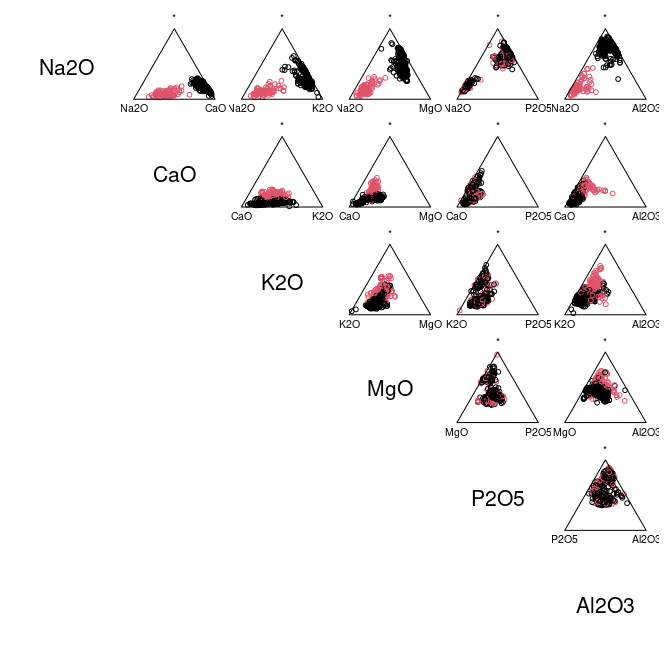 * * * * *
Na2O
Na2O CaO Na2O K2O Na2O MgO Na2O P2O5 Na2O Al2O3
* * * *
CaO
CaO K2O CaO MgO CaO P2O5 CaO Al2O3
* * *
K2O
K2O MgO K2O P2O5 K2O Al2O3
* *
MgO
MgO P2O5 MgO Al2O3
*
P2O5
P2O5 Al2O3
Al2O3